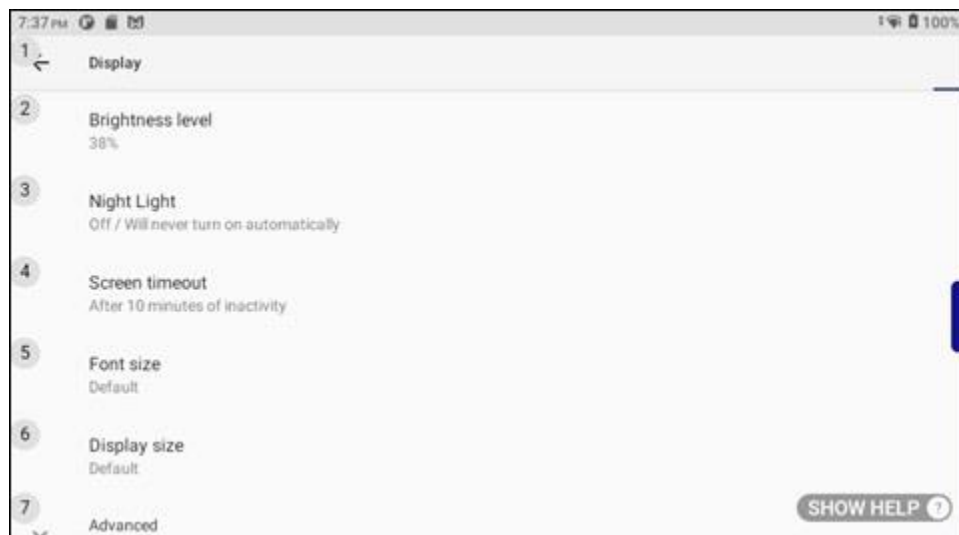 7:37 PM 100%
1 Display
2
Brightness level
38%
3
Night Light
Off / Will never turn on automatically
4
Screen timeout
After 10 minutes of inactivity
5
Font size
Default
6
Display size
Default
7
Advanced
SHOW HELP ?